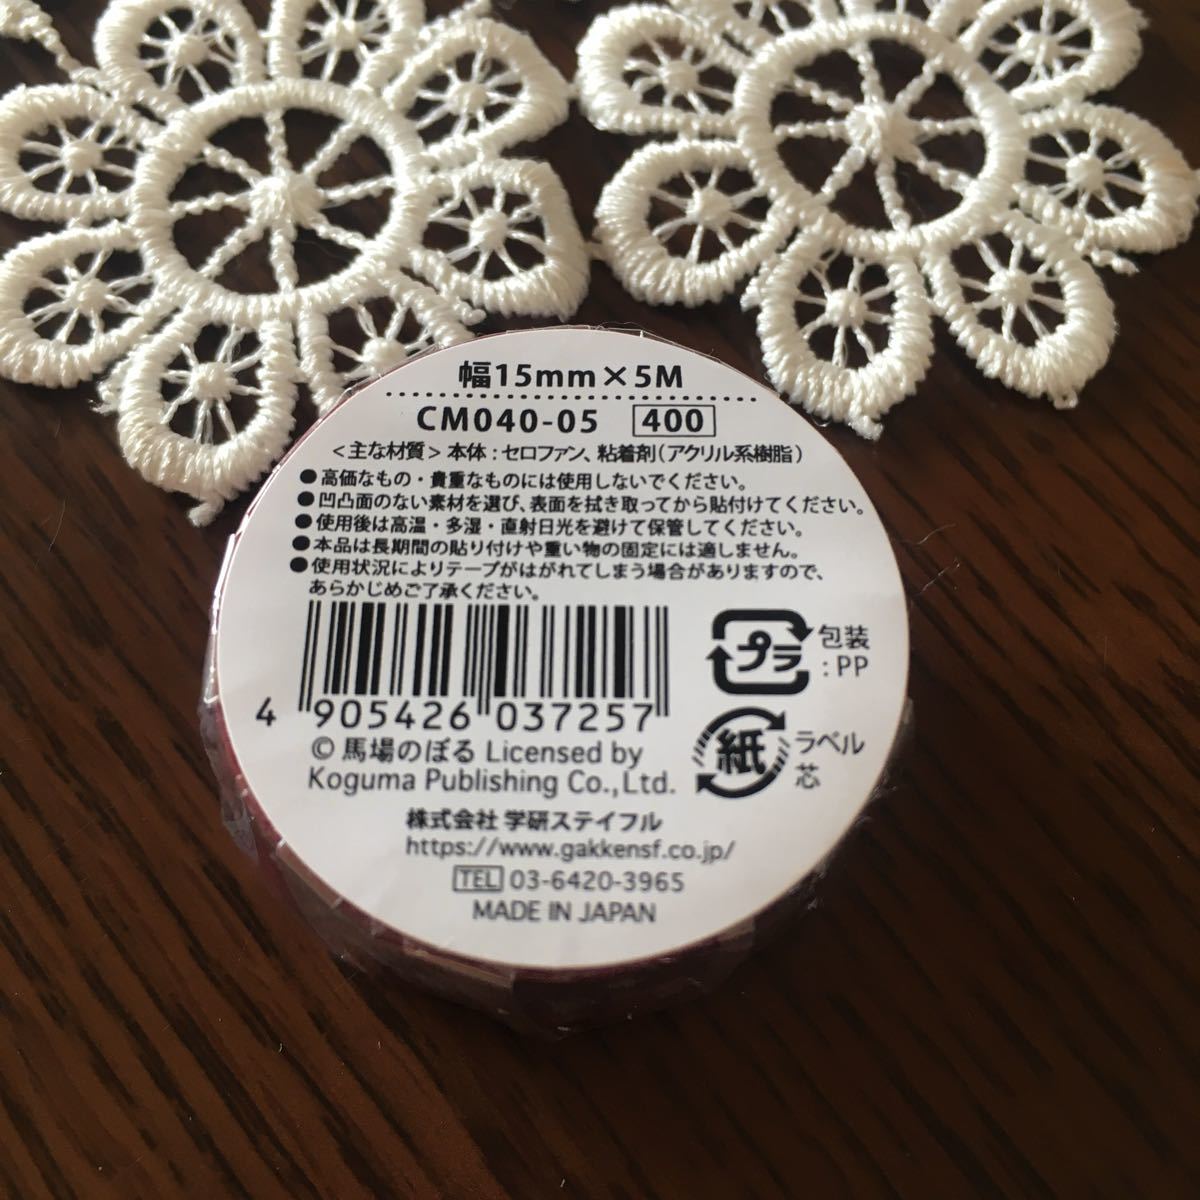 幅15mm×5M
CM040-05 400
<主な材質>本体：セロファン、粘着剤(アクリル系樹脂)
●高価なもの・貴重なものには使用しないでください。
●凹凸面のない素材を選び、表面を拭き取ってから貼付けてください。
●使用後は高温・多湿・直射日光を避けて保管してください。
●本品は長期間の貼り付けや重い物の固定には適しません。
●使用状況によりテープがはがれてしまう場合がありますので、
あらかじめご了承ください。
プラ 包装
:PP
4 905426 037257
紙 ラベル
芯
© 馬場のぼる Licensed by
Koguma Publishing Co.,Ltd.
株式会社 学研ステイフル
https://www.gakkensf.co.jp/
TEL 03-6420-3965
MADE IN JAPAN